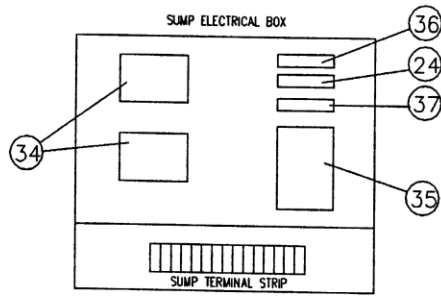 SUMP ELECTRICAL BOX
36
24
37
34
35
SUMP TERMINAL STRIP